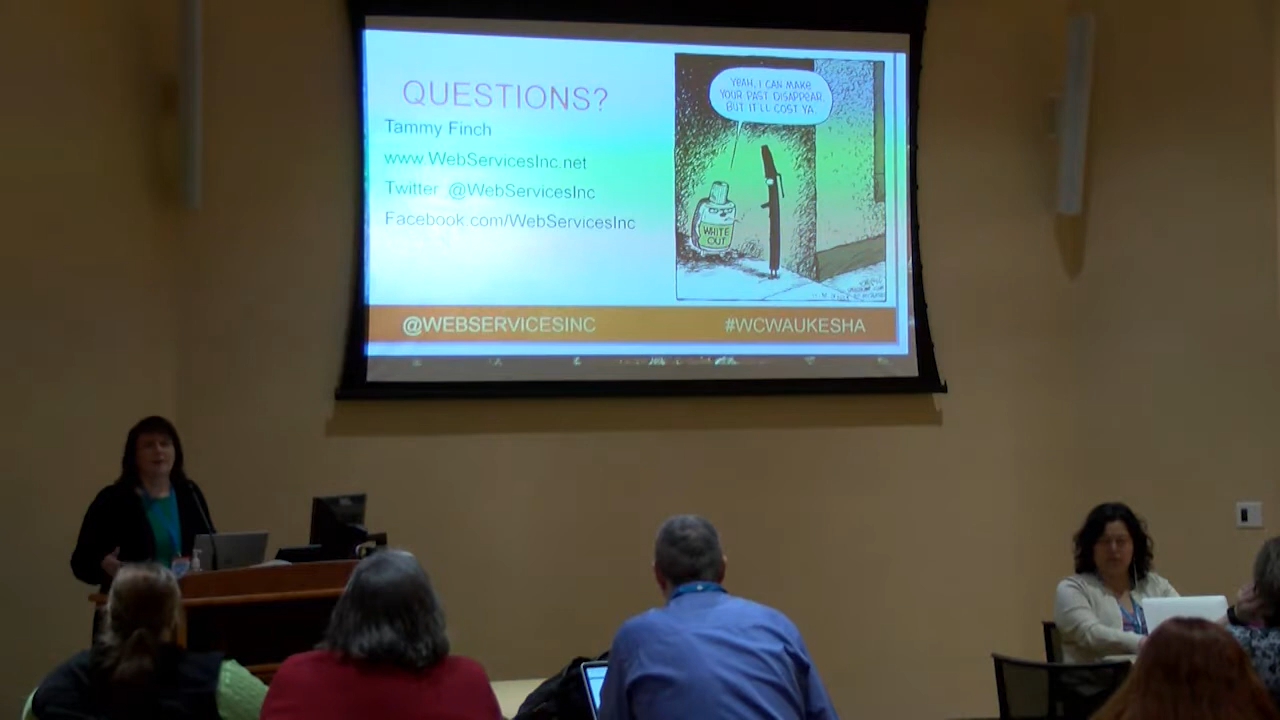 QUESTIONS?
Tammy Finch
www.WebServicesInc.net
Twitter: @WebServicesInc
Facebook.com/WebServicesInc
YEAH, I CAN MAKE
YOUR PAST DISAPPEAR,
BUT IT'LL COST YA.
WHITE
OUT
@WEBSERVICESINC
#WCWAUKESHA